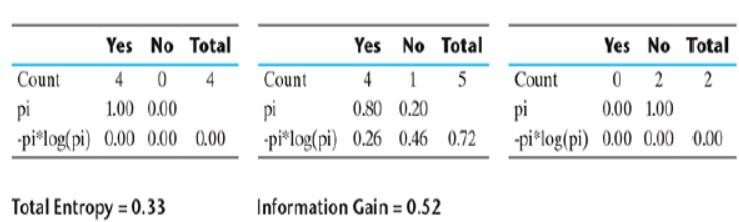 Yes No Total Yes No Total Yes No Total
Count 4 0 4 Count 4 1 5 Count 0 2 2
pi 1.00 0.00 pi 0.80 0.20 pi 0.00 1.00
-pi*log(pi) 0.00 0.00 0.00 -pi*log(pi) 0.26 0.46 0.72 -pi*log(pi) 0.00 0.00 0.00
Total Entropy = 0.33 Information Gain = 0.52